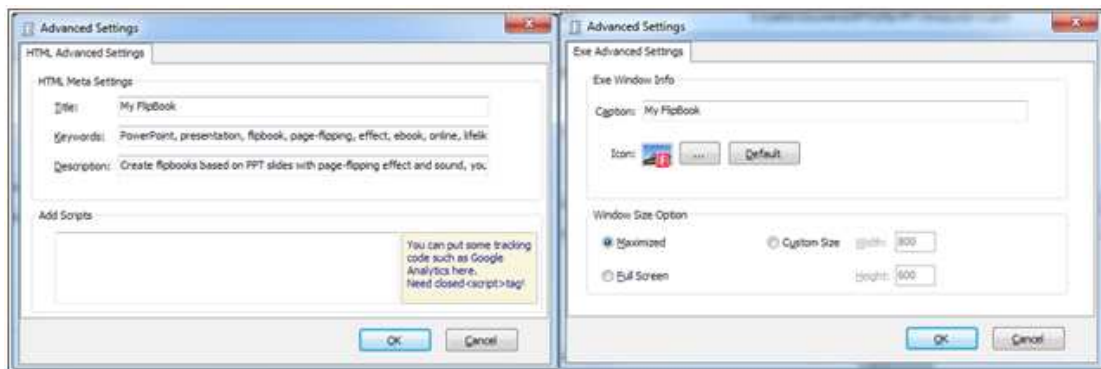 Advanced Settings
HTML Advanced Settings
HTML Meta Settings
Title: My FlipBook
Keywords: PowerPoint, presentation, flipbook, page-flipping, effect, ebook, online, lifelik
Description: Create flipbooks based on PPT slides with page-flipping effect and sound, you
Add Scripts
You can put some tracking
code such as Google
Analytics here.
Need closed <script>tag!
OK Cancel
Advanced Settings
Exe Advanced Settings
Exe Window Info
Caption: My FlipBook
Icon: ... Default
Window Size Option
Maximized Custom Size Width: 800
Full Screen Height: 600
OK Cancel